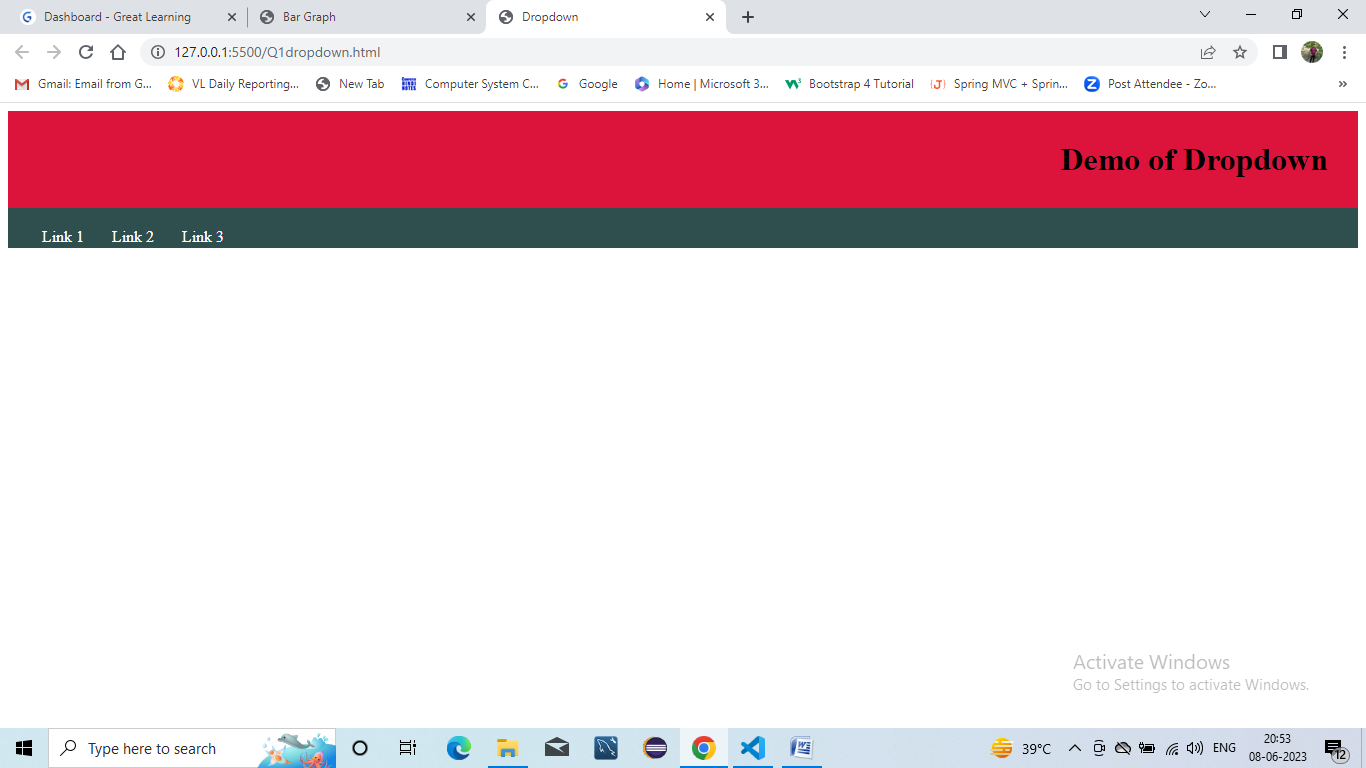 Dashboard - Great Learning
Bar Graph
Dropdown
127.0.0.1:5500/Q1dropdown.html
Gmail: Email from G...
VL Daily Reporting...
New Tab
Computer System C...
Google
Home | Microsoft 3...
Bootstrap 4 Tutorial
Spring MVC + Sprin...
Post Attendee - Zo...
Demo of Dropdown
Link 1 Link 2 Link 3
Activate Windows
Go to Settings to activate Windows.
Type here to search
39°C
ENG
20:53
08-06-2023
12